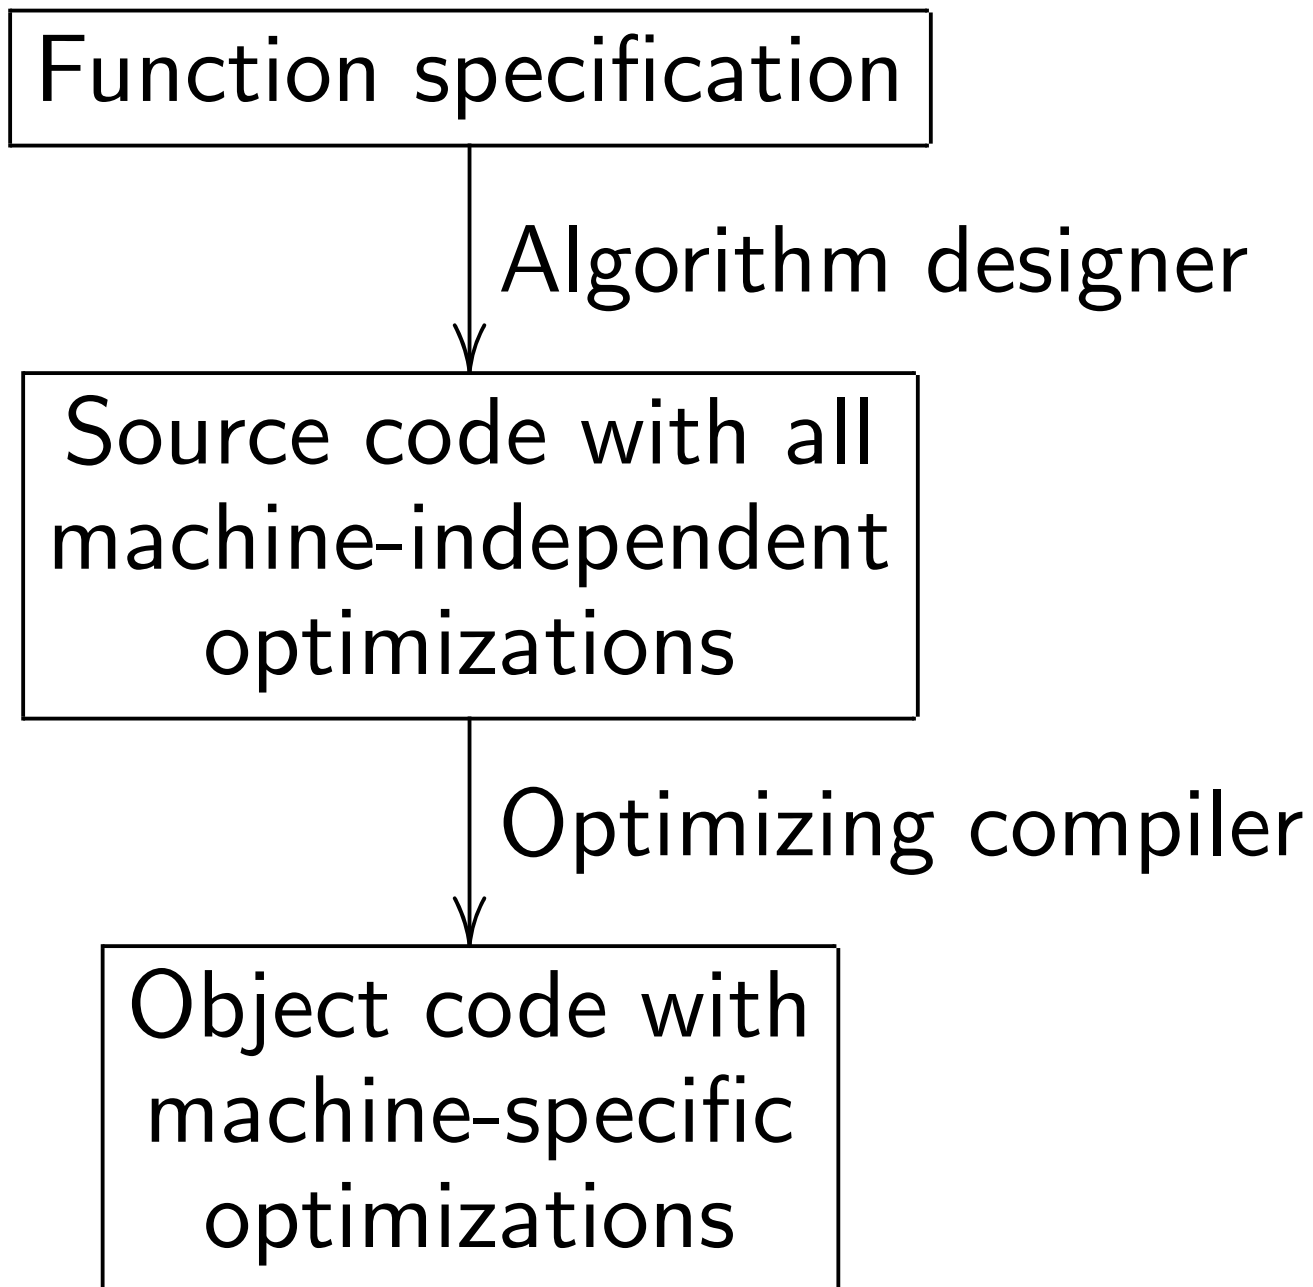 Function specification
Algorithm designer
Source code with all
machine-independent
optimizations
Optimizing compiler
Object code with
machine-specific
optimizations